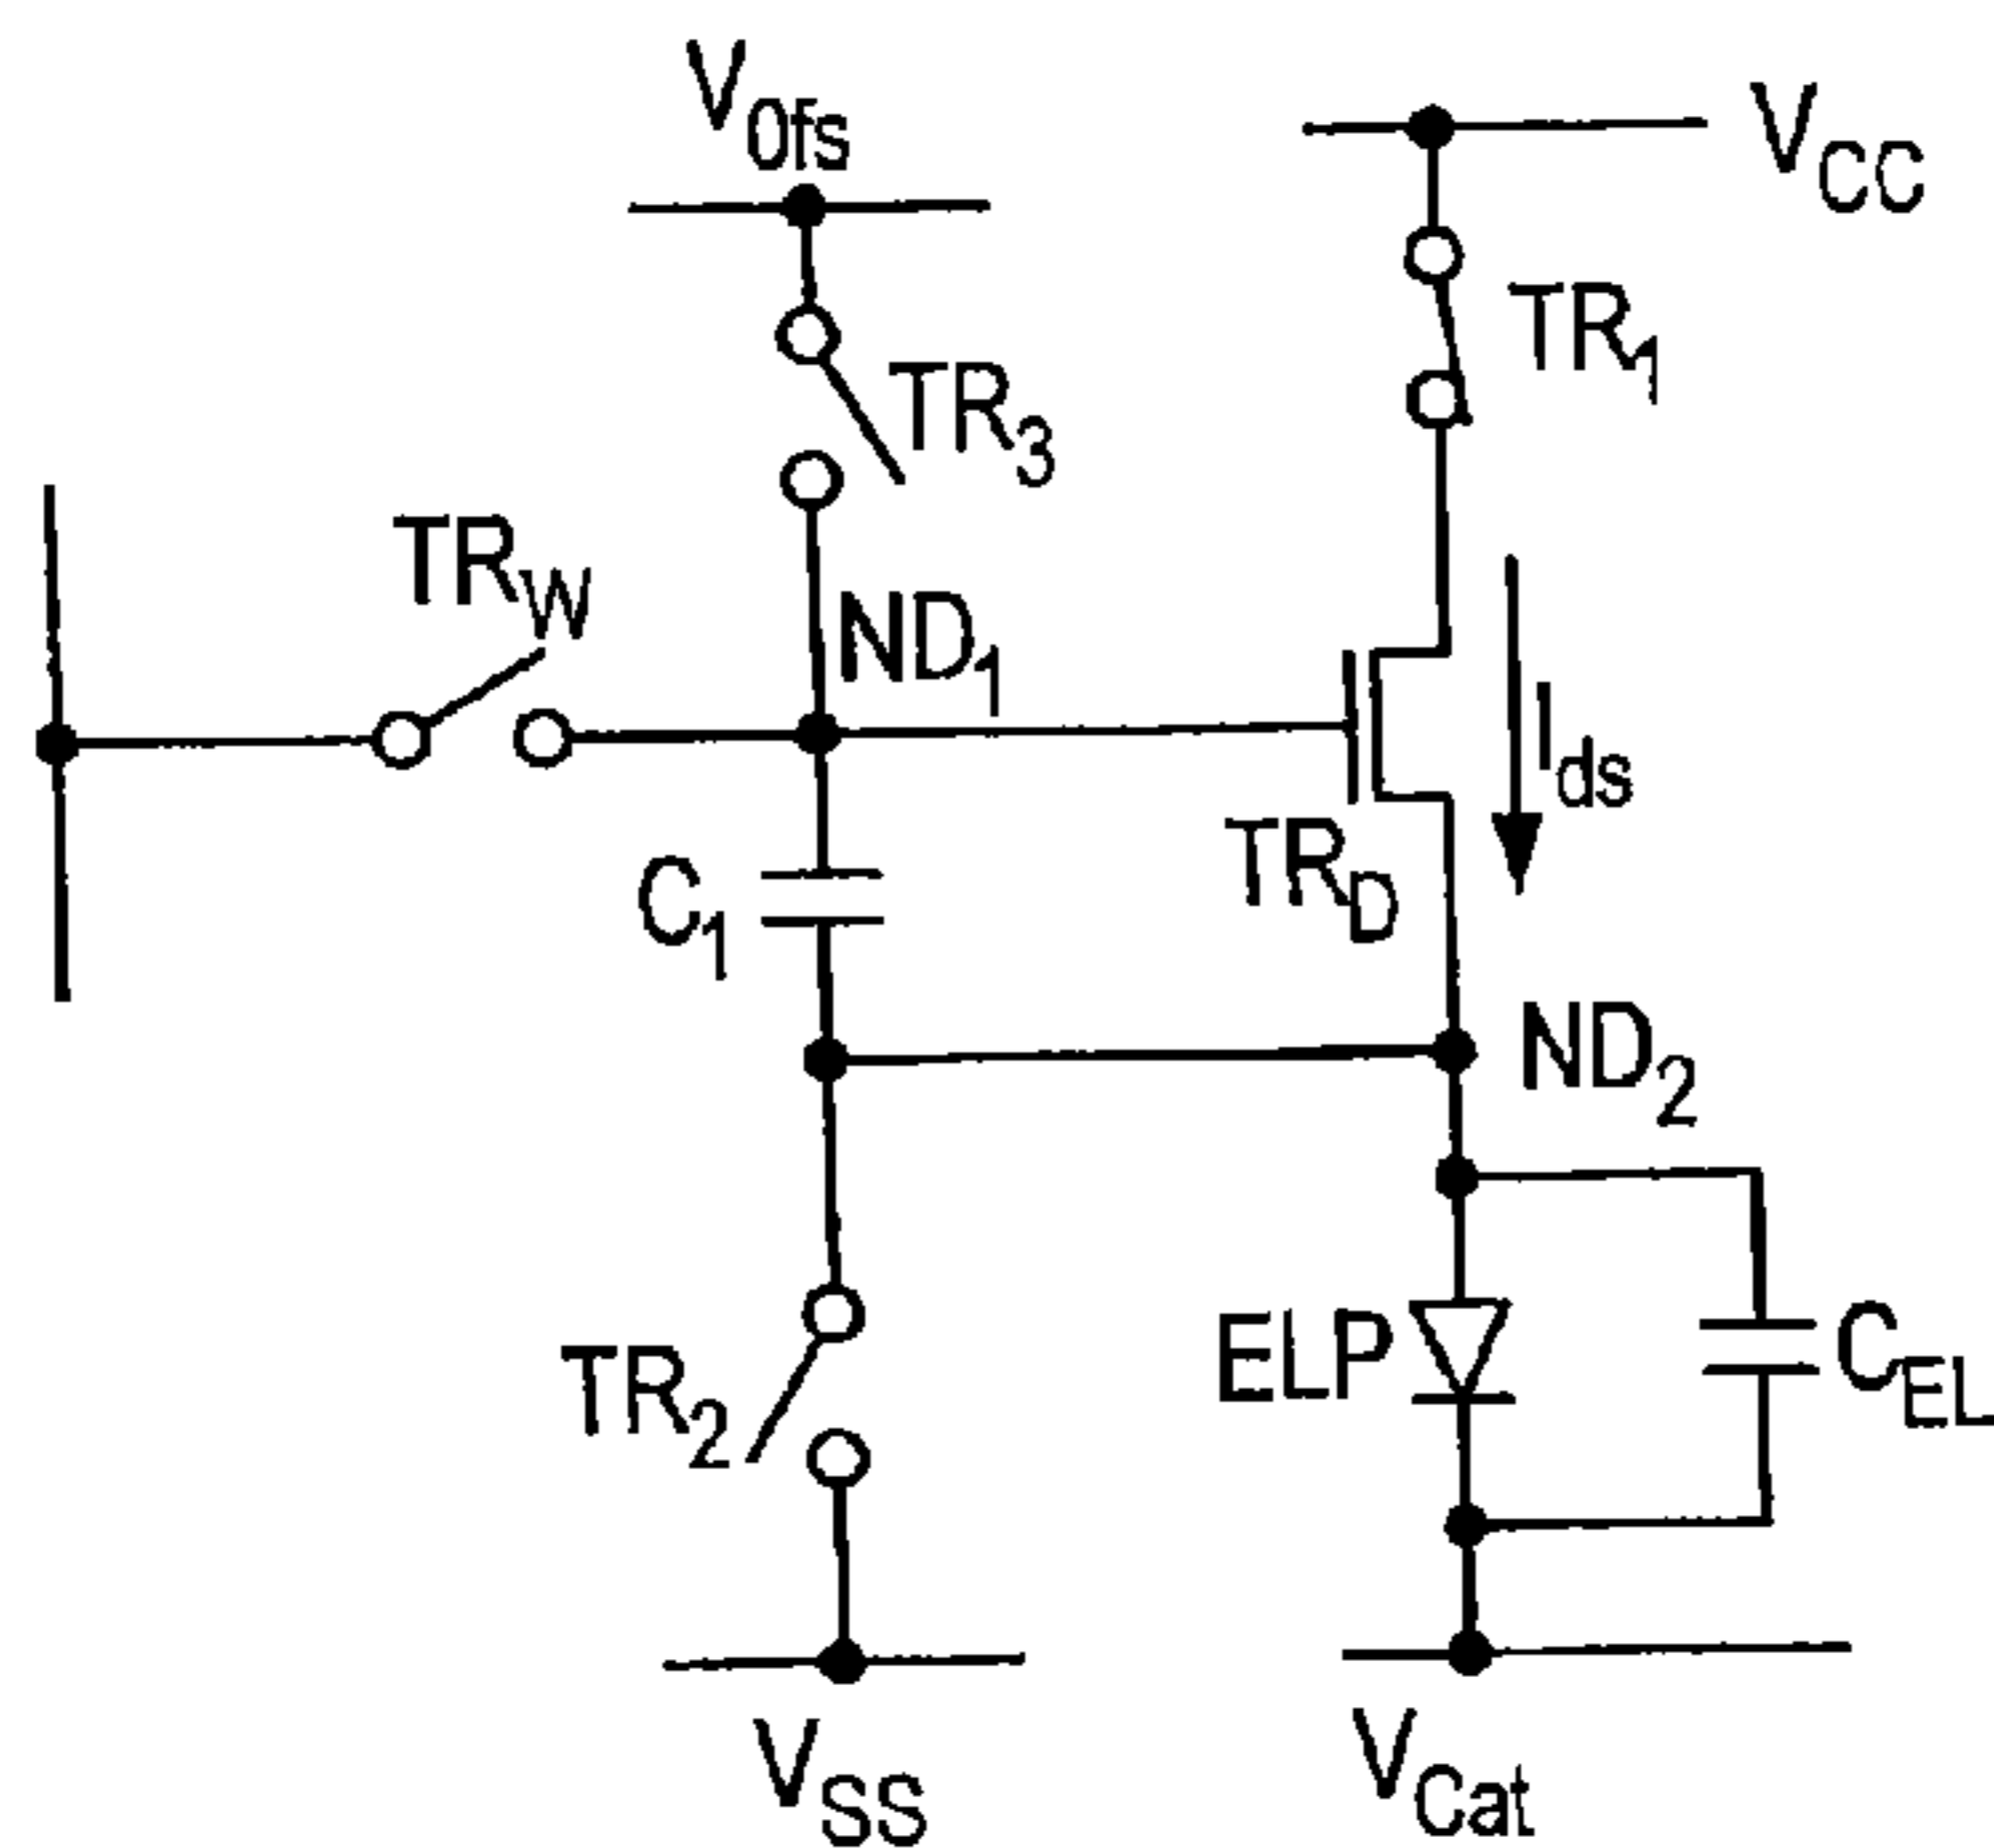 V0fs
VCC
TR1
TR3
TRW
ND1
Ids
C1
TRD
ND2
ELP
CEL
TR2
VSS
VCat